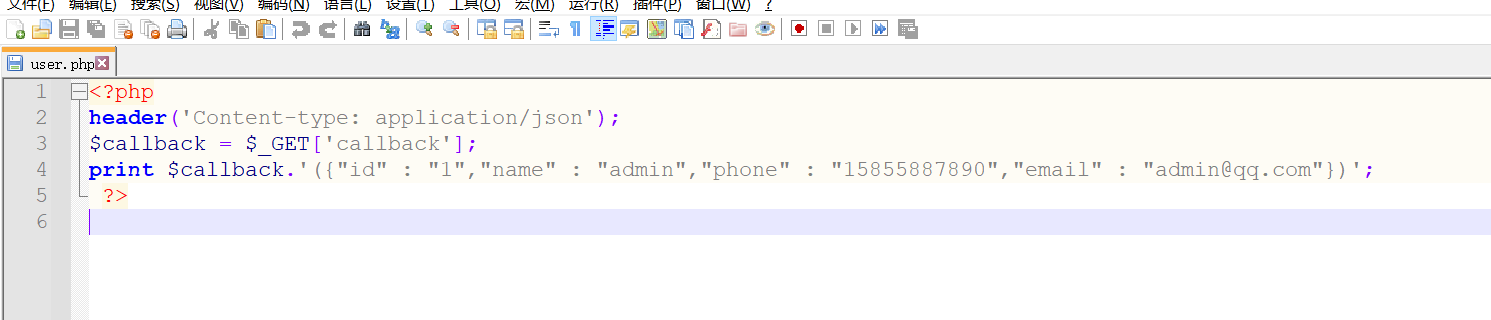 文件(F) 编辑(E) 搜索(S) 视图(V) 编码(N) 语言(L) 设置(T) 工具(O) 宏(M) 运行(R) 插件(P) 窗口(W) ?
user.php
1 <?php
2 header('Content-type: application/json');
3 $callback = $_GET['callback'];
4 print $callback.'({"id" : "1","name" : "admin","phone" : "15855887890","email" : "admin@qq.com"})';
5 ?>
6